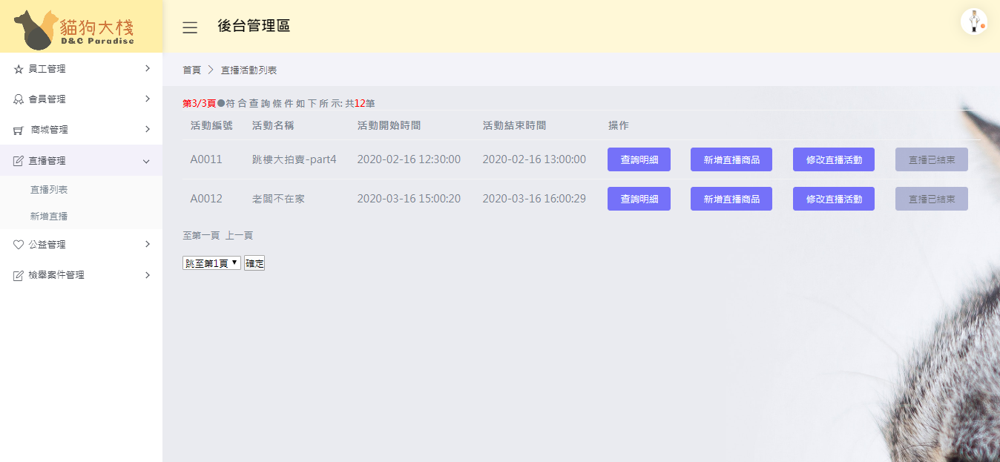 貓狗大棧
D&C Paradise
後台管理區
員工管理
會員管理
商城管理
直播管理
直播列表
新增直播
公益管理
檢舉案件管理
首頁 直播活動列表
第3/3頁●符 合 查 詢 條 件 如 下 所 示: 共12筆
活動編號 活動名稱 活動開始時間 活動結束時間 操作
A0011 跳樓大拍賣-part4 2020-02-16 12:30:00 2020-02-16 13:00:00 查詢明細 新增直播商品 修改直播活動 直播已結束
A0012 老闆不在家 2020-03-16 15:00:20 2020-03-16 16:00:29 查詢明細 新增直播商品 修改直播活動 直播已結束
至第一頁 上一頁
跳至第1頁 確定